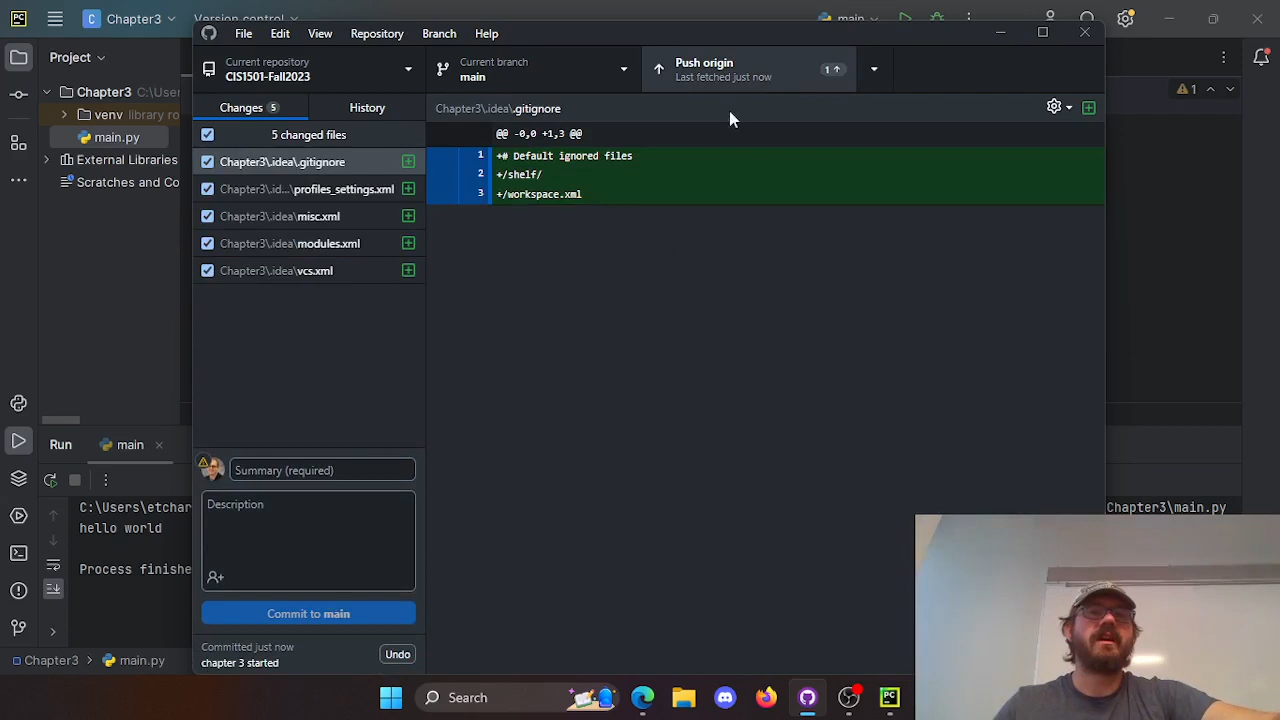 PC
C Chapter3
Version control
main
File Edit View Repository Branch Help
Project
Current repository
CIS1501-Fall2023
Current branch
main
Push origin
Last fetched just now
1
Chapter3 C:\U
venv library ro
main.py
External Libraries
Scratches and Co
Changes 5
History
Chapter3\.idea\.gitignore
1
5 changed files
@@ -0,0 +1,3 @@
Chapter3\.idea\.gitignore
1 +# Default ignored files
2 +/shelf/
3 +/workspace.xml
Chapter3\.id...\profiles_settings.xml
Chapter3\.idea\misc.xml
Chapter3\.idea\modules.xml
Chapter3\.idea\vcs.xml
Run
main
Summary (required)
Description
C:\Users\etchar
Chapter3\main.py
hello world
Process finishe
Commit to main
Committed just now
chapter 3 started
Undo
Chapter3
main.py
Search
PC